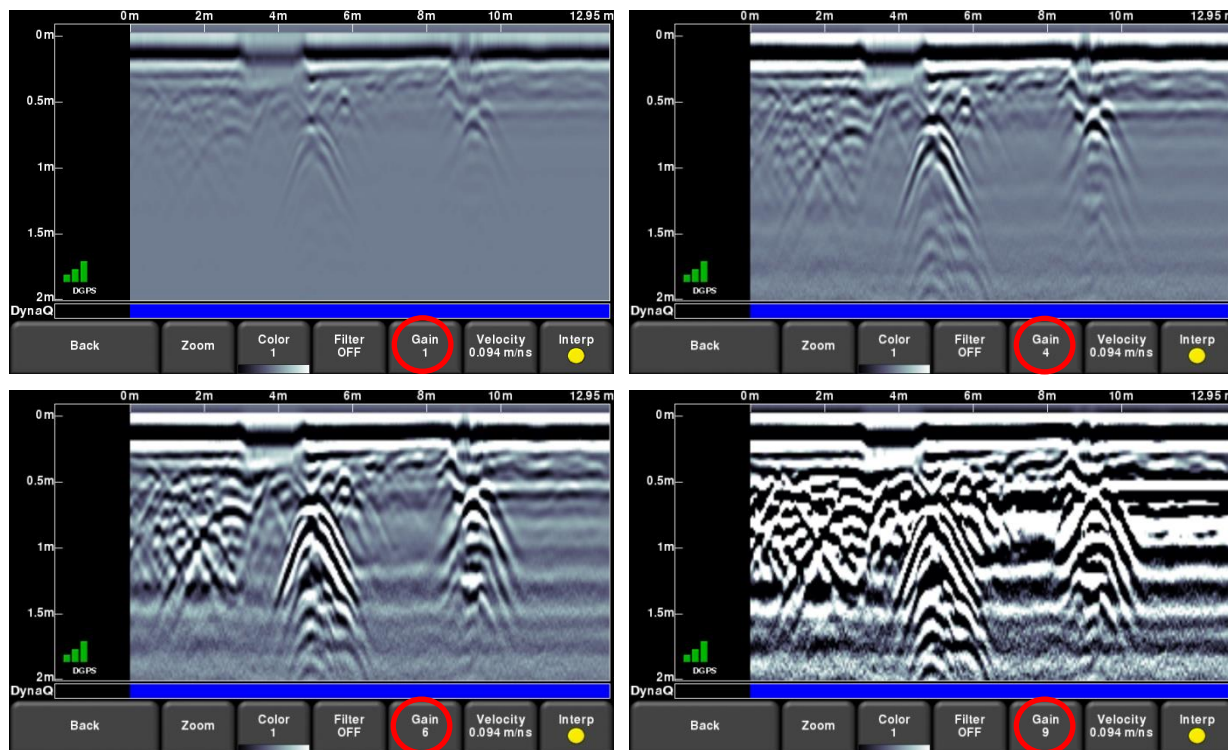 0m 2m 4m 6m 8m 10m 12.95 m
0m
0.5m
1m
1.5m
2m
DGPS
DynaQ
Back
Zoom
Color
1
Filter
OFF
Gain
1
Velocity
0.094 m/ns
Interp
0m 2m 4m 6m 8m 10m 12.95 m
0m
0.5m
1m
1.5m
2m
DGPS
DynaQ
Back
Zoom
Color
1
Filter
OFF
Gain
4
Velocity
0.094 m/ns
Interp
0m 2m 4m 6m 8m 10m 12.95 m
0m
0.5m
1m
1.5m
2m
DGPS
DynaQ
Back
Zoom
Color
1
Filter
OFF
Gain
6
Velocity
0.094 m/ns
Interp
0m 2m 4m 6m 8m 10m 12.95 m
0m
0.5m
1m
1.5m
2m
DGPS
DynaQ
Back
Zoom
Color
1
Filter
OFF
Gain
9
Velocity
0.094 m/ns
Interp